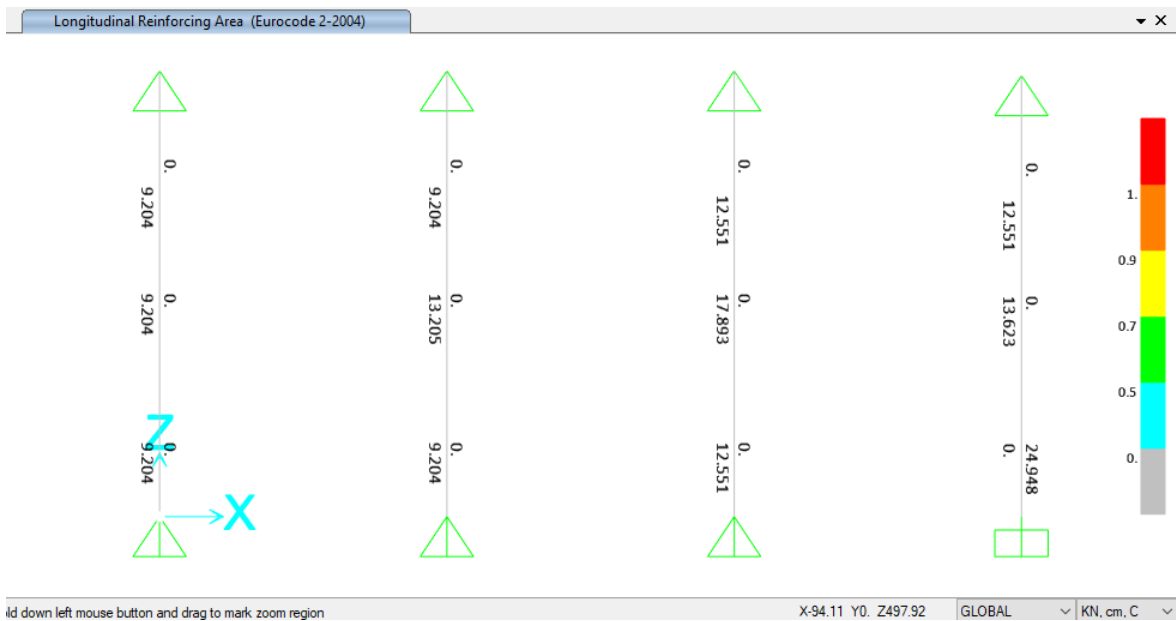 Longitudinal Reinforcing Area (Eurocode 2-2004)
0. 0. 0. 0.
9.204 9.204 12.551 12.551
0. 0. 0. 0.
9.204 13.205 17.893 13.623
0. 0. 0. 24.948
9.204 9.204 12.551 0.
Z
X
1.
0.9
0.7
0.5
0.
ld down left mouse button and drag to mark zoom region
X-94.11 Y0. Z497.92
GLOBAL
KN, cm, C